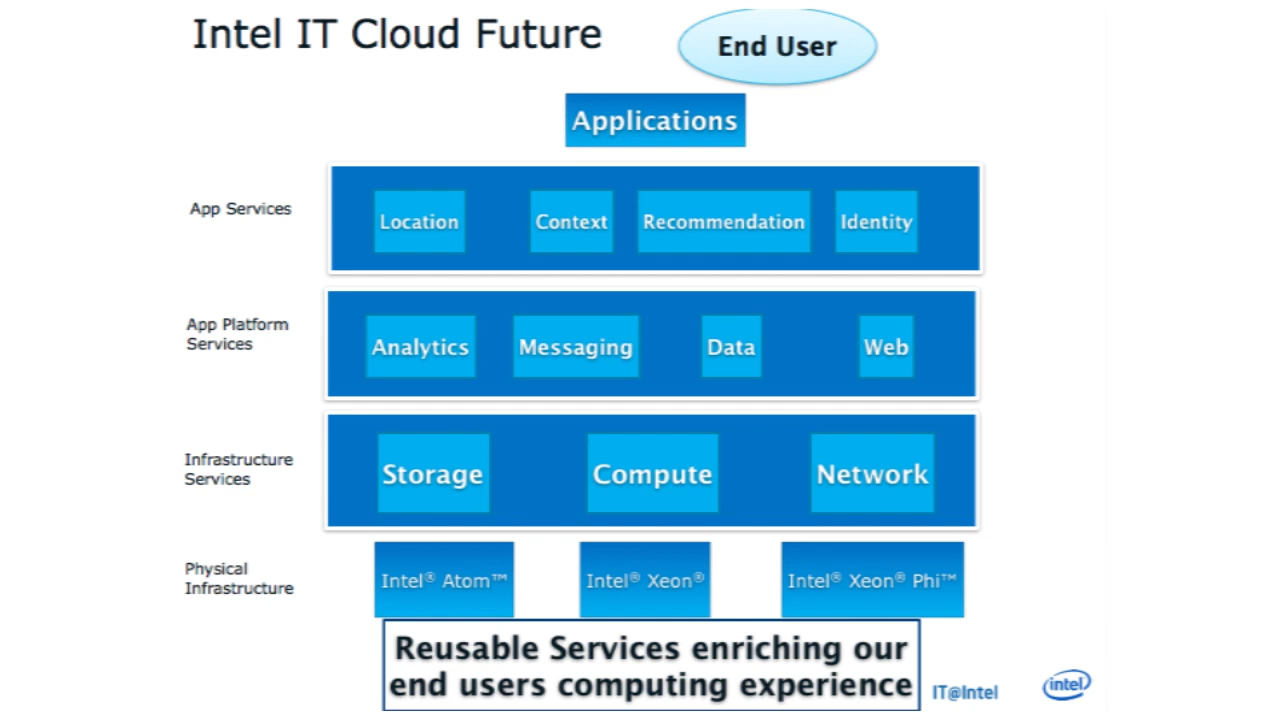 Intel IT Cloud Future
End User
Applications
App Services
Location
Context
Recommendation
Identity
App Platform
Services
Analytics
Messaging
Data
Web
Infrastructure
Services
Storage
Compute
Network
Physical
Infrastructure
Intel® Atom™
Intel® Xeon®
Intel® Xeon® Phi™
Reusable Services enriching our
end users computing experience
IT@Intel
intel